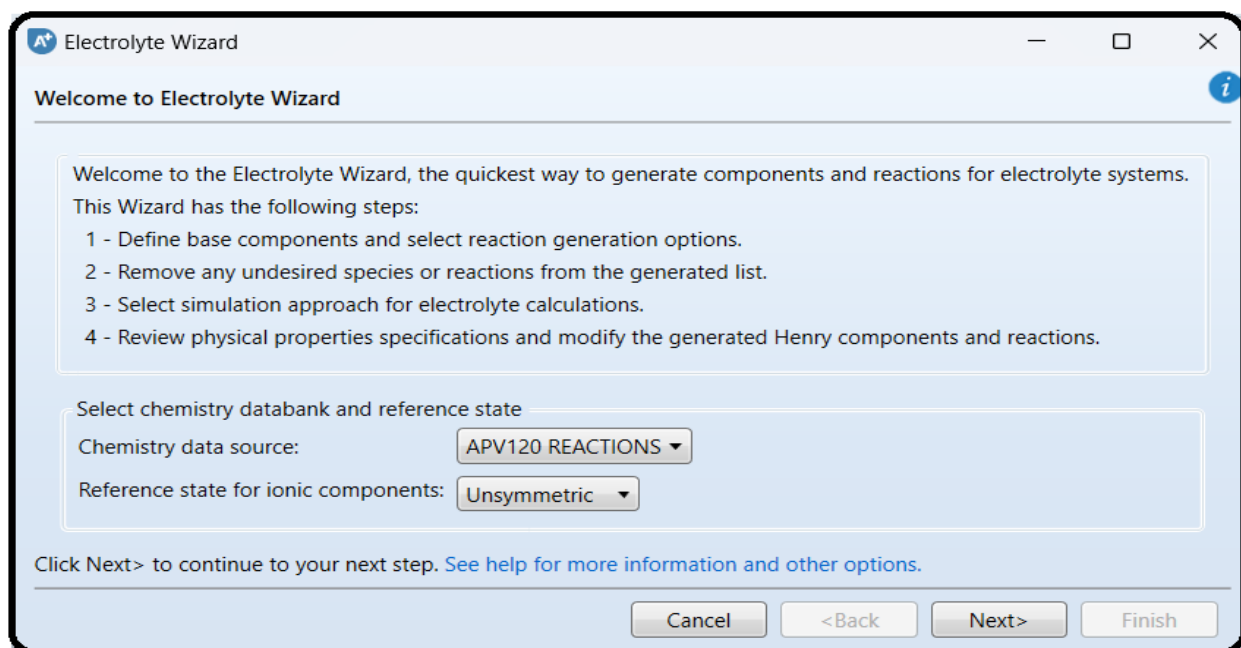 Electrolyte Wizard
Welcome to Electrolyte Wizard
Welcome to the Electrolyte Wizard, the quickest way to generate components and reactions for electrolyte systems.
This Wizard has the following steps:
1 - Define base components and select reaction generation options.
2 - Remove any undesired species or reactions from the generated list.
3 - Select simulation approach for electrolyte calculations.
4 - Review physical properties specifications and modify the generated Henry components and reactions.
Select chemistry databank and reference state
Chemistry data source: APV120 REACTIONS
Reference state for ionic components: Unsymmetric
Click Next> to continue to your next step. See help for more information and other options.
Cancel <Back Next> Finish